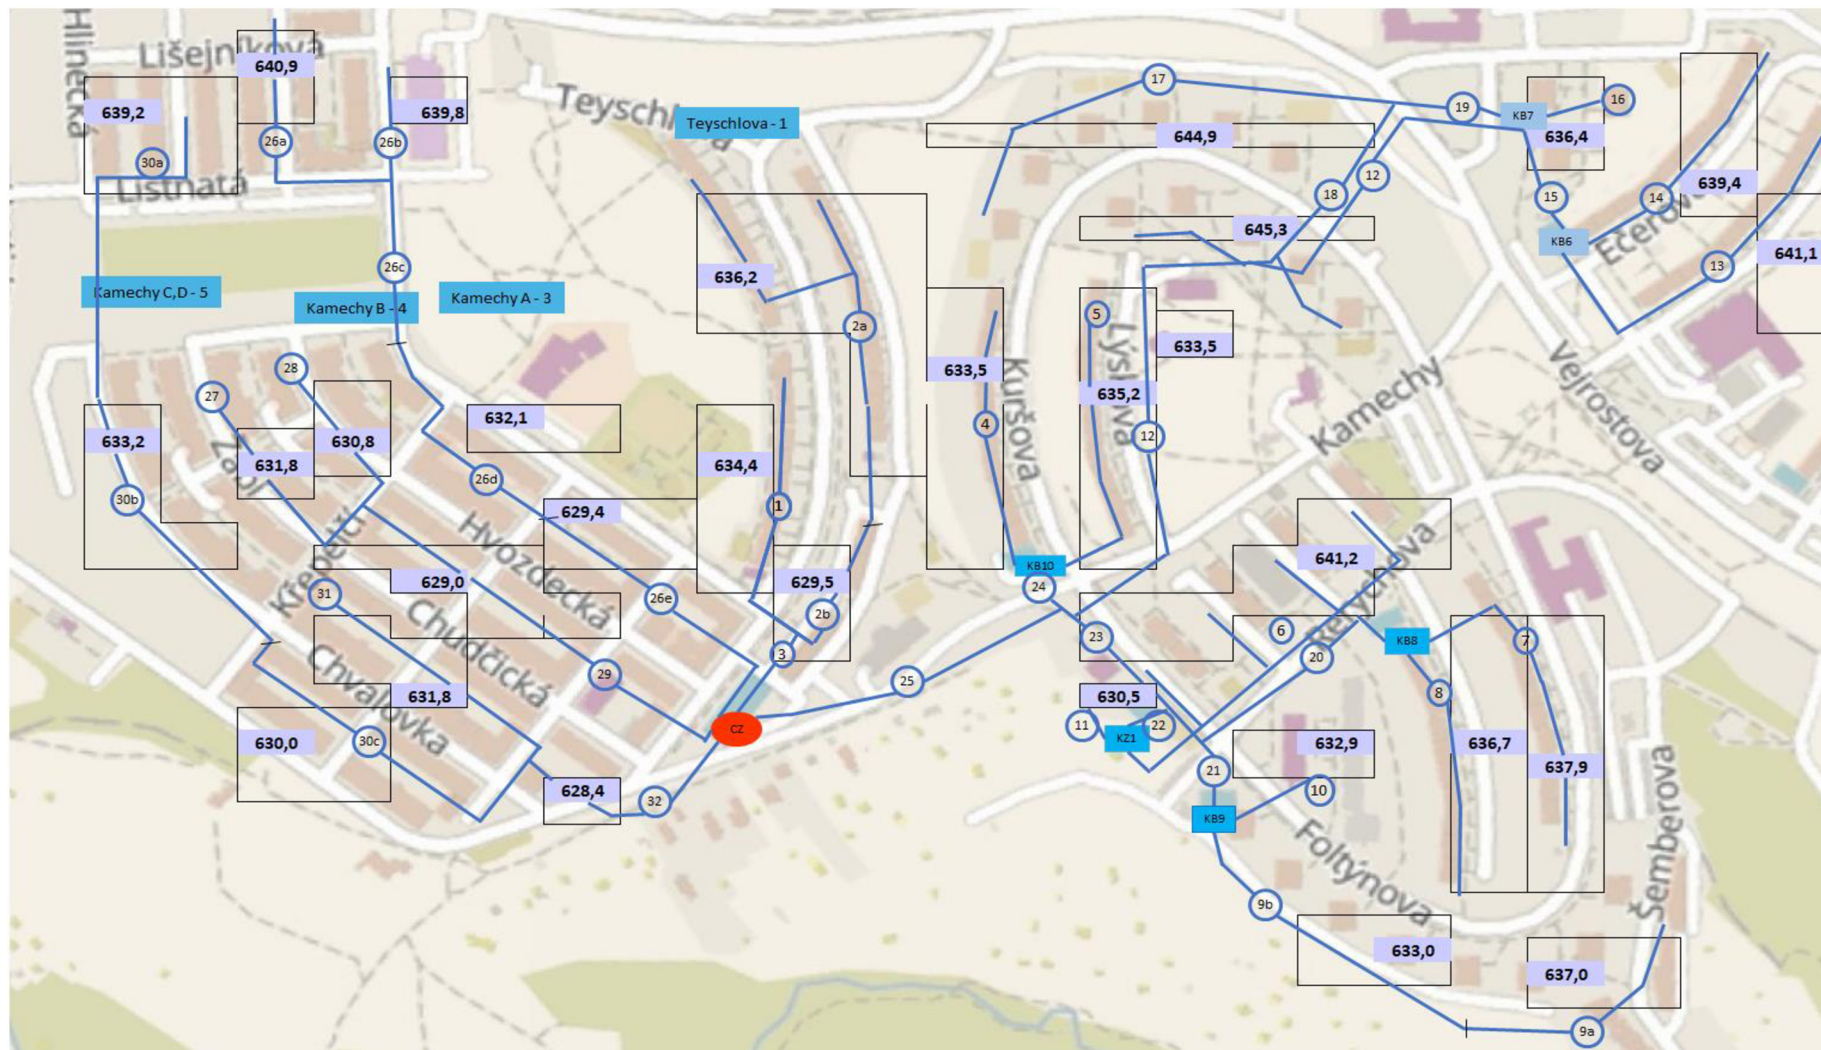 Hlinecká
Lišejníková
640,9
639,2
639,8
26a
26b
30a
Listnatá
26c
Kamechy C,D - 5
Kamechy B - 4
Kamechy A - 3
Teyschlova
Teyschlova - 1
17
19
KB7
16
644,9
636,4
12
18
15
14
639,4
645,3
KB6
Ečerova
13
641,1
636,2
2a
5
633,5
Lýskova
633,5
Kuršova
635,2
Vejrostova
Kamechy
28
27
633,2
630,8
632,1
4
12
631,8
634,4
30b
26d
1
629,4
Hvozdecká
Křepelčí
641,2
KB10
629,0
629,5
24
31
26e
2b
Chudčická
23
6
KB8
7
3
20
Chvalovka
29
25
8
631,8
630,5
11
22
KZ1
630,0
30c
CZ
632,9
636,7
637,9
21
628,4
32
10
KB9
Foltýnova
Šemberova
9b
633,0
637,0
9a